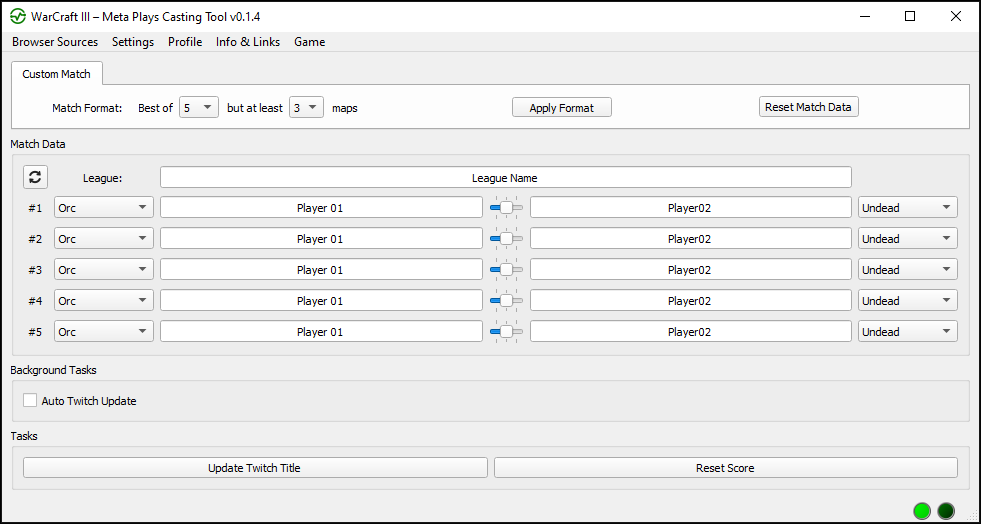 WarCraft III – Meta Plays Casting Tool v0.1.4
Browser Sources Settings Profile Info & Links Game
Custom Match
Match Format: Best of 5 but at least 3 maps Apply Format Reset Match Data
Match Data
League: League Name
#1 Orc Player 01 Player02 Undead
#2 Orc Player 01 Player02 Undead
#3 Orc Player 01 Player02 Undead
#4 Orc Player 01 Player02 Undead
#5 Orc Player 01 Player02 Undead
Background Tasks
Auto Twitch Update
Tasks
Update Twitch Title Reset Score